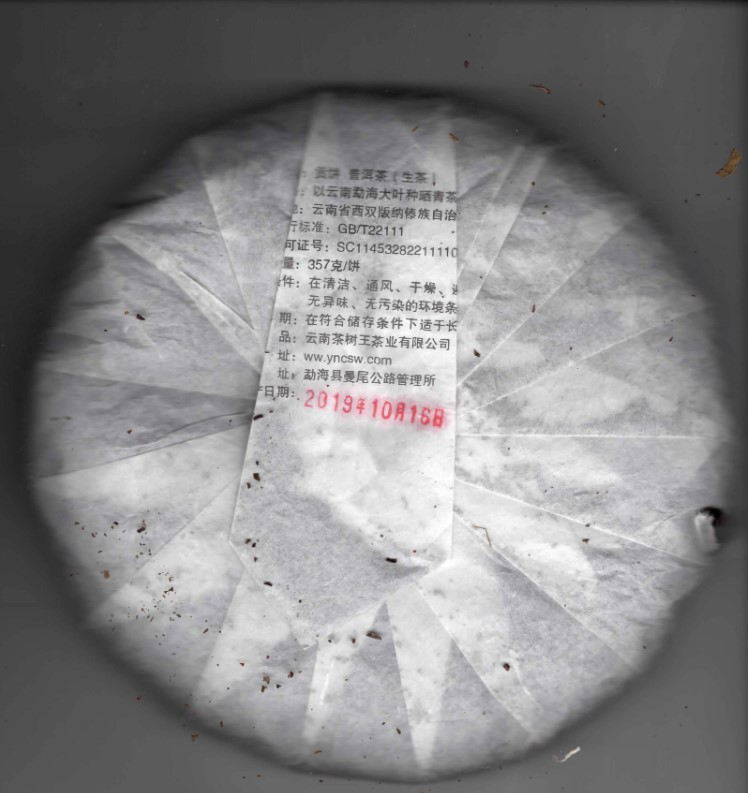 : 贡饼 普洱茶（生茶）
: 以云南勐海大叶种晒青茶
: 云南省西双版纳傣族自治
行标准: GB/T22111
可证号: SC11453282211110
量: 357克/饼
件: 在清洁、通风、干燥、
无异味、无污染的环境条
期: 在符合储存条件下适于长
品: 云南茶树王茶业有限公司
址: ww.yncsw.com
址: 勐海县曼尾公路管理所
日期: 2019年10月16日